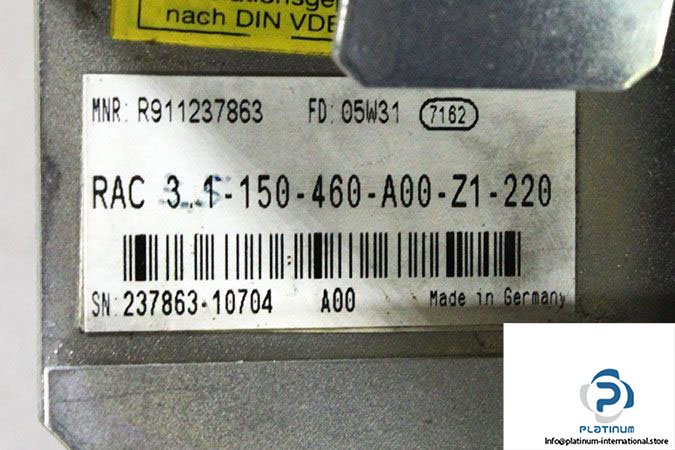 nach DIN VDE
MNR: R911237863 FD: 05W31 7162
RAC 3.1-150-460-A00-Z1-220
SN: 237863-10704 A00 Made in Germany
PLATINUM
Info@platinum-international.store